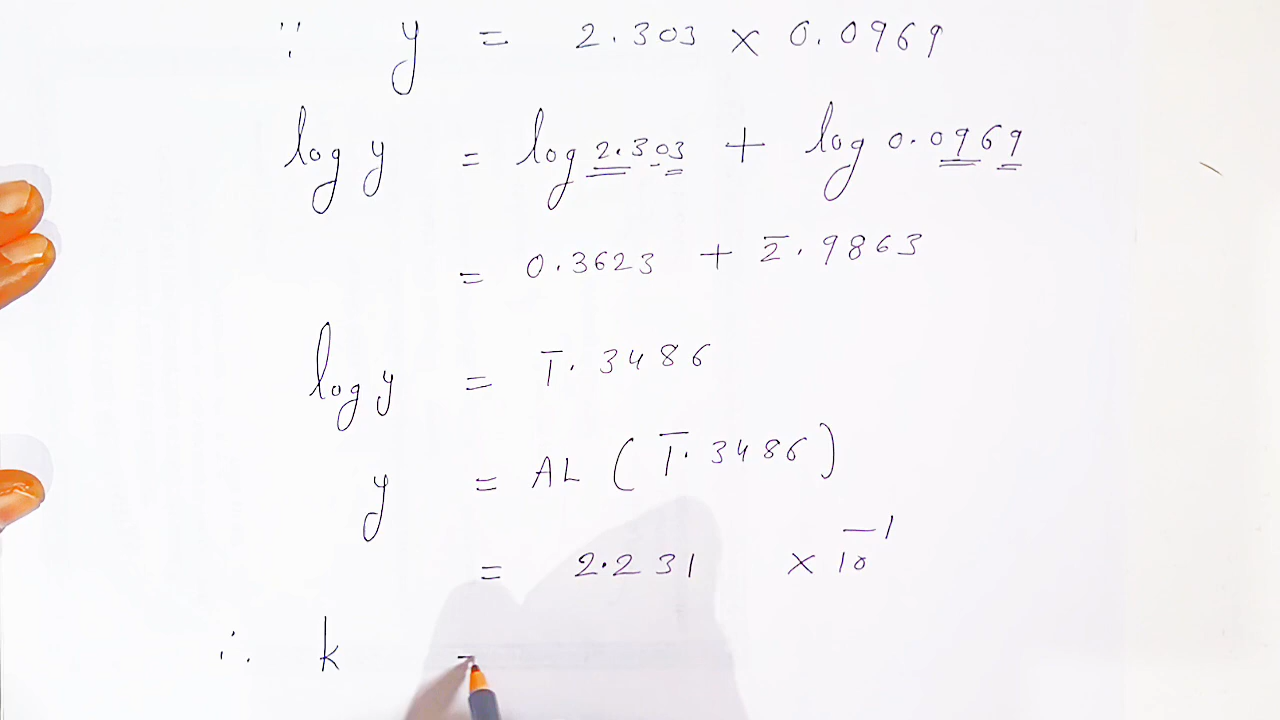 ∵ y = 2.303 × 0.0969
log y = log 2.303 + log 0.0969
= 0.3623 + 2̅.9863
log y = 1̅.3486
y = AL (1̅.3486)
= 2.231 × 10⁻¹
∴ k =